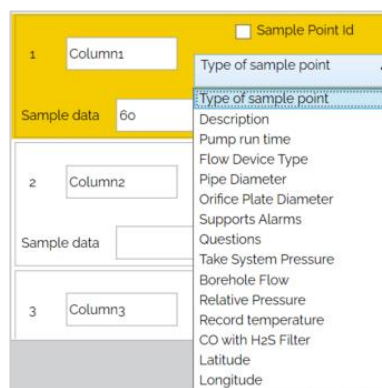 Sample Point Id
1 Column1
Type of sample point
Sample data 60
Type of sample point
Description
Pump run time
Flow Device Type
2 Column2
Pipe Diameter
Orifice Plate Diameter
Supports Alarms
Sample data Questions
Take System Pressure
Borehole Flow
Relative Pressure
3 Column3 Record temperature
CO with H2S Filter
Latitude
Longitude